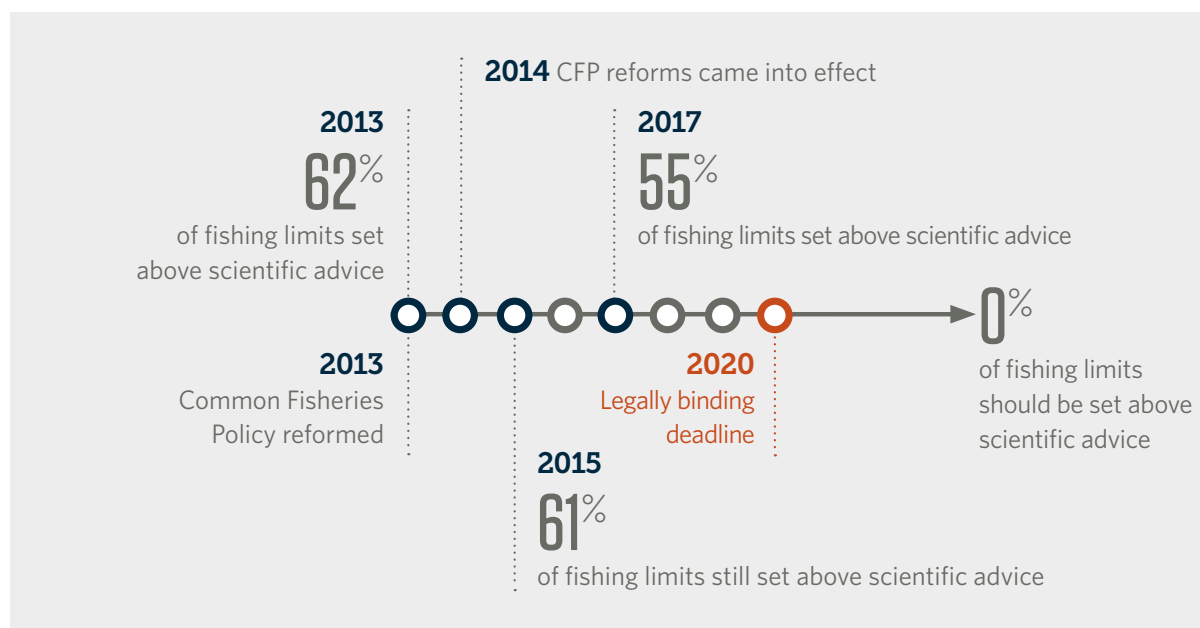 2014 CFP reforms came into effect
2013
62%
of fishing limits set
above scientific advice
2017
55%
of fishing limits set above scientific advice
0%
of fishing limits
should be set above
scientific advice
2013
Common Fisheries
Policy reformed
2020
Legally binding
deadline
2015
61%
of fishing limits still set above scientific advice